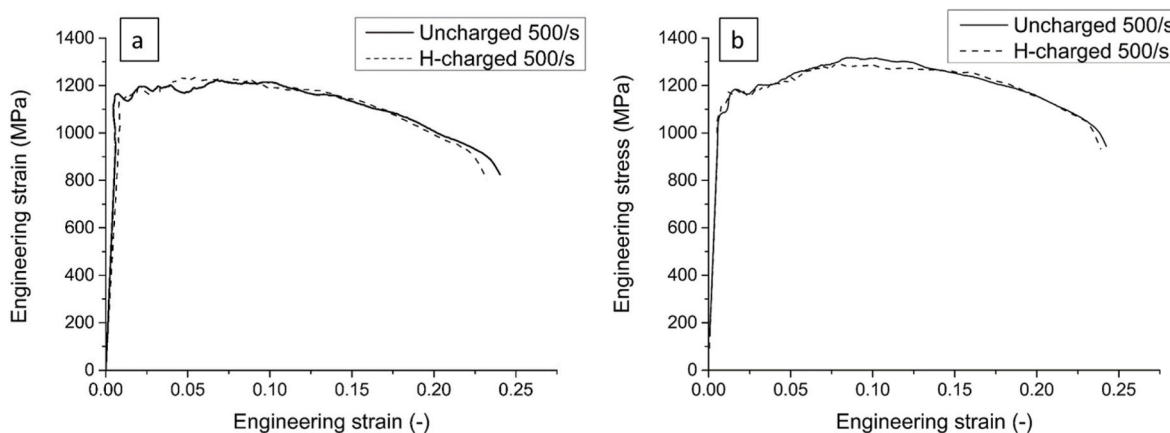 a
Uncharged 500/s
H-charged 500/s
1400
1200
1000
800
600
400
200
0
Engineering strain (MPa)
0.00
0.05
0.10
0.15
0.20
0.25
Engineering strain (-)
b
Uncharged 500/s
H-charged 500/s
1400
1200
1000
800
600
400
200
0
Engineering stress (MPa)
0.00
0.05
0.10
0.15
0.20
0.25
Engineering strain (-)